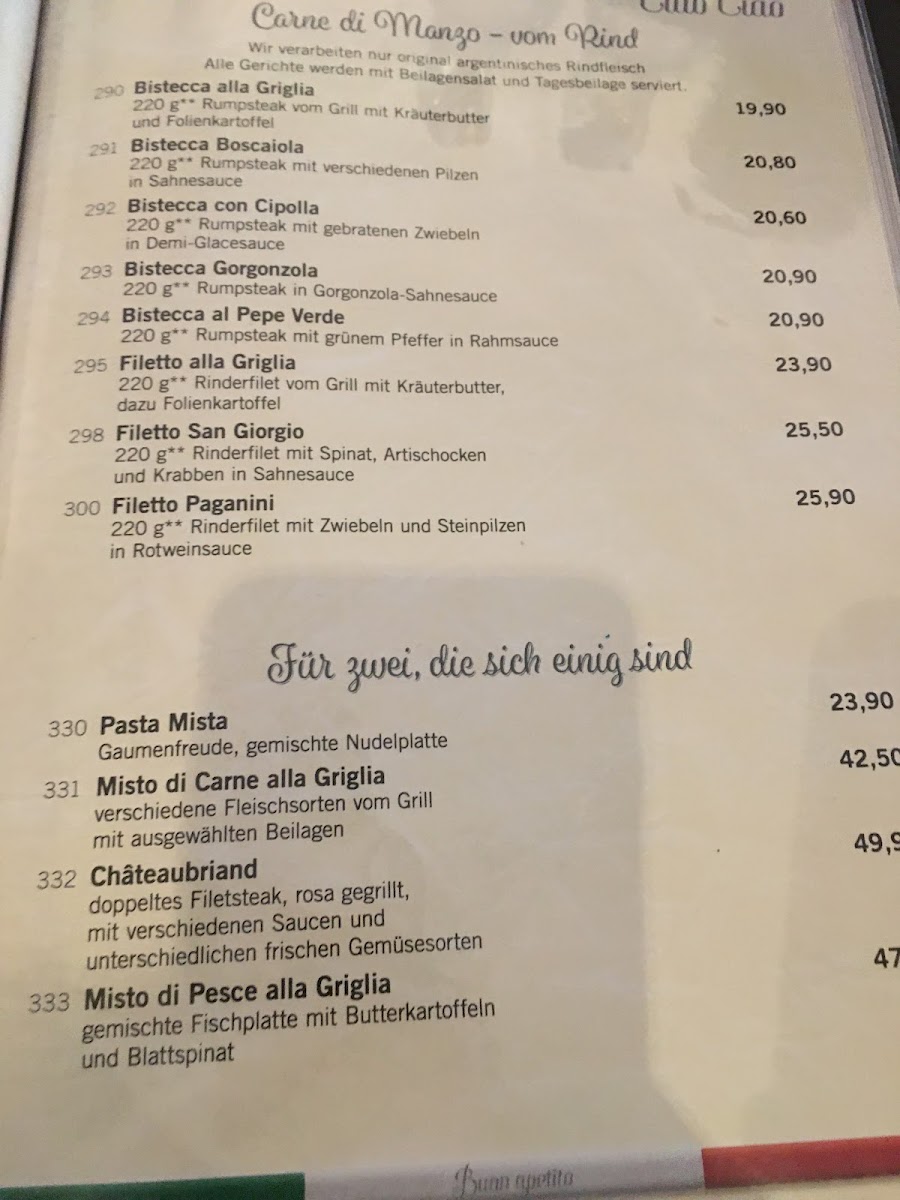 Ciao Ciao
Carne di Manzo – vom Rind
Wir verarbeiten nur original argentinisches Rindfleisch
Alle Gerichte werden mit Beilagensalat und Tagesbeilage serviert.
290 Bistecca alla Griglia 19,90
220 g** Rumpsteak vom Grill mit Kräuterbutter
und Folienkartoffel
291 Bistecca Boscaiola 20,80
220 g** Rumpsteak mit verschiedenen Pilzen
in Sahnesauce
292 Bistecca con Cipolla 20,60
220 g** Rumpsteak mit gebratenen Zwiebeln
in Demi-Glacesauce
293 Bistecca Gorgonzola 20,90
220 g** Rumpsteak in Gorgonzola-Sahnesauce
294 Bistecca al Pepe Verde 20,90
220 g** Rumpsteak mit grünem Pfeffer in Rahmsauce
295 Filetto alla Griglia 23,90
220 g** Rinderfilet vom Grill mit Kräuterbutter,
dazu Folienkartoffel
298 Filetto San Giorgio 25,50
220 g** Rinderfilet mit Spinat, Artischocken
und Krabben in Sahnesauce
300 Filetto Paganini 25,90
220 g** Rinderfilet mit Zwiebeln und Steinpilzen
in Rotweinsauce
Für zwei, die sich einig sind
330 Pasta Mista 23,90
Gaumenfreude, gemischte Nudelplatte
331 Misto di Carne alla Griglia 42,50
verschiedene Fleischsorten vom Grill
mit ausgewählten Beilagen
332 Châteaubriand 49,9
doppeltes Filetsteak, rosa gegrillt,
mit verschiedenen Saucen und
unterschiedlichen frischen Gemüsesorten
333 Misto di Pesce alla Griglia 47
gemischte Fischplatte mit Butterkartoffeln
und Blattspinat
Buon apetito